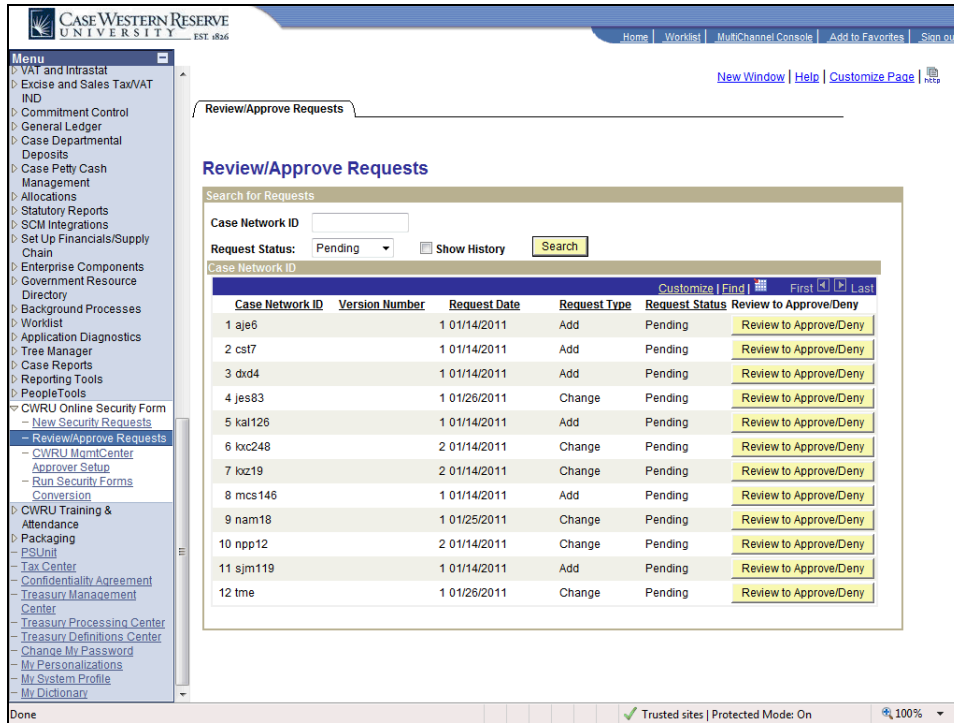 CASE WESTERN RESERVE
UNIVERSITY EST. 1826
Home | Worklist | MultiChannel Console | Add to Favorites | Sign ou
Menu
VAT and Intrastat
Excise and Sales Tax/VAT
IND
Commitment Control
General Ledger
Case Departmental
Deposits
Case Petty Cash
Management
Allocations
Statutory Reports
SCM Integrations
Set Up Financials/Supply
Chain
Enterprise Components
Government Resource
Directory
Background Processes
Worklist
Application Diagnostics
Tree Manager
Case Reports
Reporting Tools
PeopleTools
CWRU Online Security Form
– New Security Requests
– Review/Approve Requests
– CWRU MgmtCenter
Approver Setup
– Run Security Forms
Conversion
CWRU Training &
Attendance
Packaging
– PSUnit
– Tax Center
– Confidentiality Agreement
– Treasury Management
Center
– Treasury Processing Center
– Treasury Definitions Center
– Change My Password
– My Personalizations
– My System Profile
– My Dictionary
New Window | Help | Customize Page | http
Review/Approve Requests
Review/Approve Requests
Search for Requests
Case Network ID
Request Status: Pending Show History Search
Case Network ID
Customize | Find | First Last
Case Network ID Version Number Request Date Request Type Request Status Review to Approve/Deny
1 aje6 1 01/14/2011 Add Pending Review to Approve/Deny
2 cst7 1 01/14/2011 Add Pending Review to Approve/Deny
3 dxd4 1 01/14/2011 Add Pending Review to Approve/Deny
4 jes83 1 01/26/2011 Change Pending Review to Approve/Deny
5 kal126 1 01/14/2011 Add Pending Review to Approve/Deny
6 kxc248 2 01/14/2011 Change Pending Review to Approve/Deny
7 kxz19 2 01/14/2011 Change Pending Review to Approve/Deny
8 mcs146 1 01/14/2011 Add Pending Review to Approve/Deny
9 nam18 1 01/25/2011 Change Pending Review to Approve/Deny
10 npp12 2 01/14/2011 Change Pending Review to Approve/Deny
11 sjm119 1 01/14/2011 Add Pending Review to Approve/Deny
12 tme 1 01/26/2011 Change Pending Review to Approve/Deny
Done Trusted sites | Protected Mode: On 100%